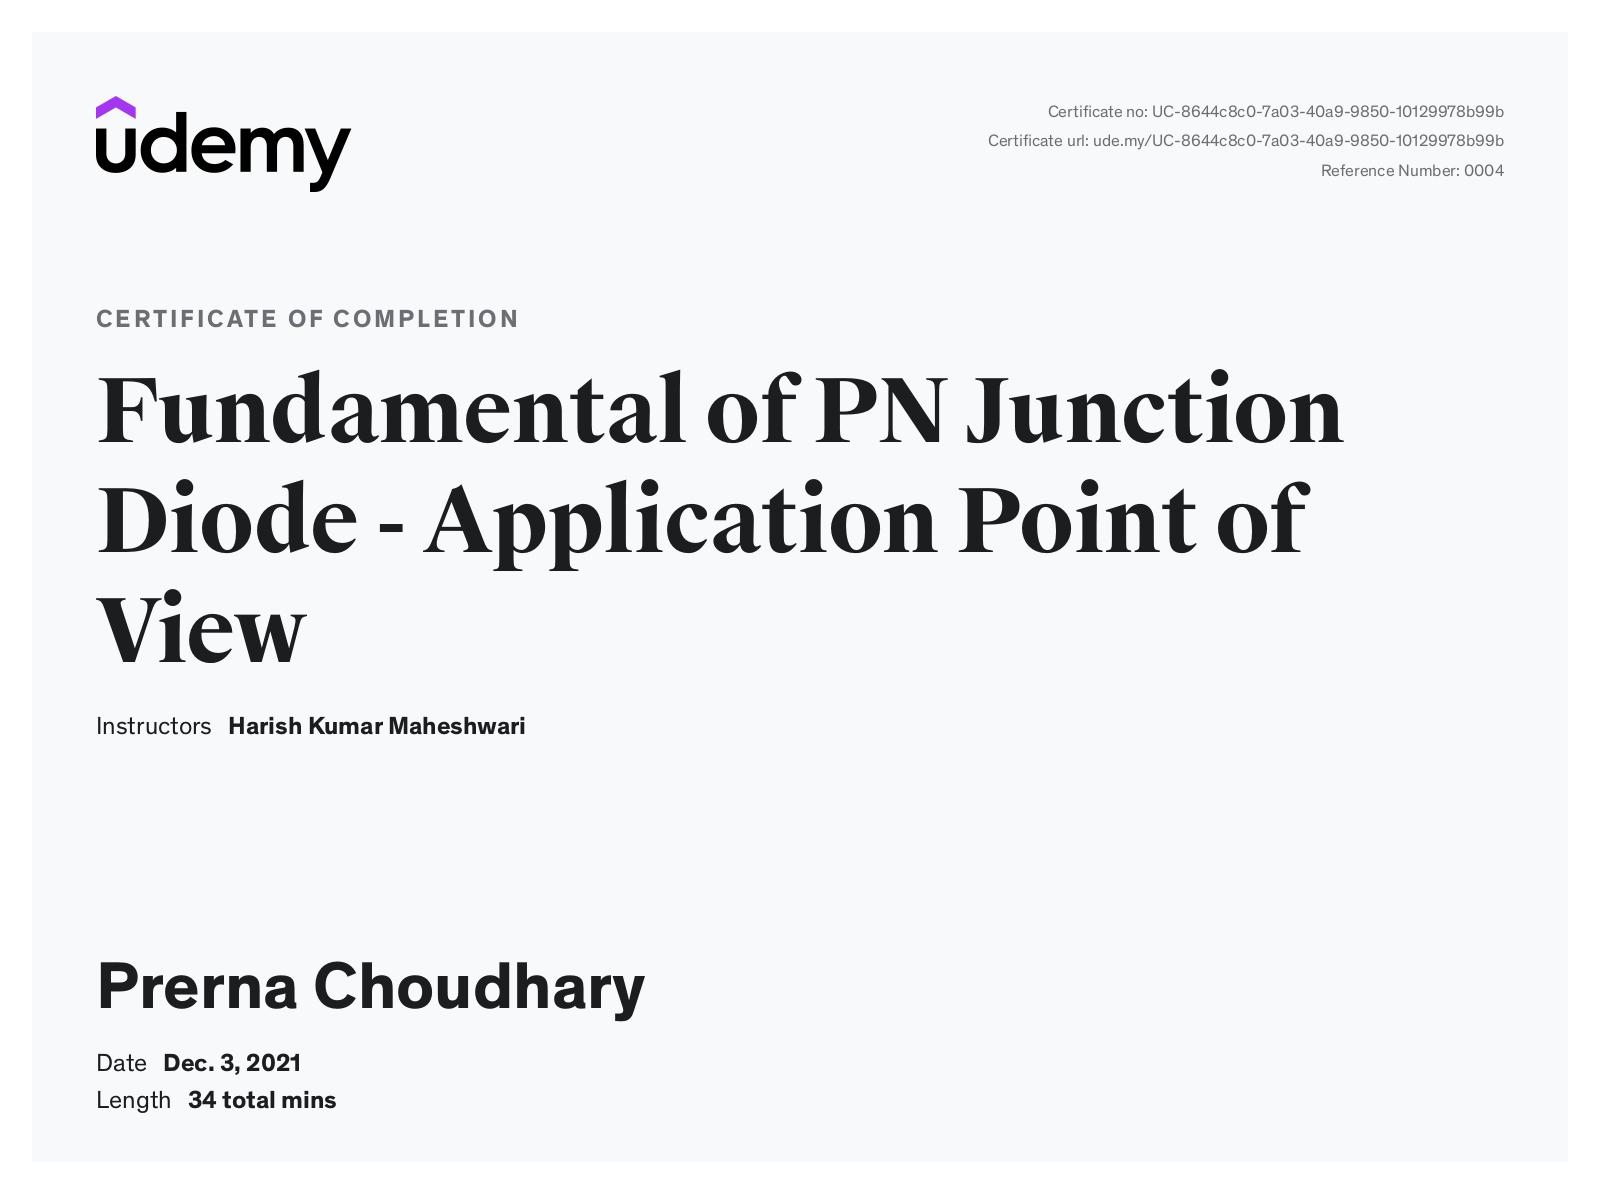 udemy
Certificate no: UC-8644c8c0-7a03-40a9-9850-10129978b99b
Certificate url: ude.my/UC-8644c8c0-7a03-40a9-9850-10129978b99b
Reference Number: 0004
CERTIFICATE OF COMPLETION
Fundamental of PN Junction
Diode - Application Point of
View
Instructors Harish Kumar Maheshwari
Prerna Choudhary
Date Dec. 3, 2021
Length 34 total mins